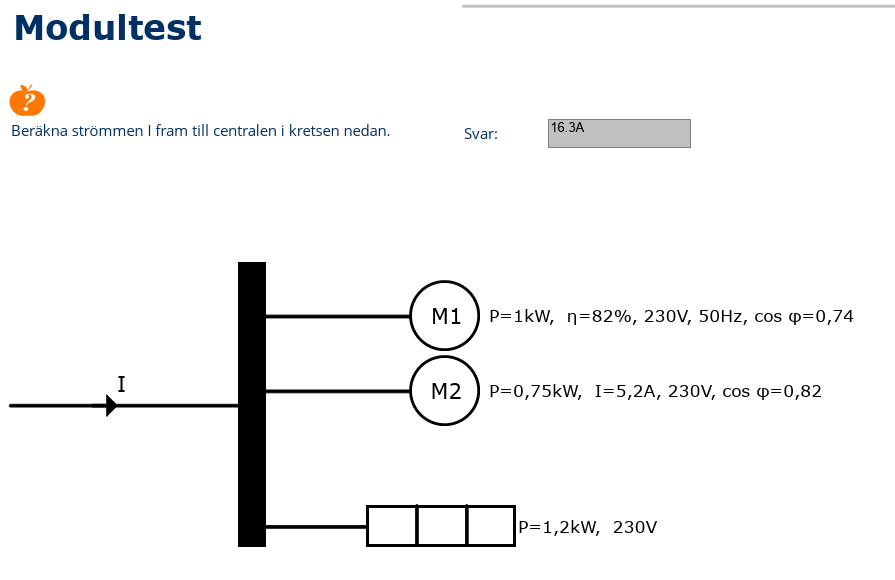 Modultest
?
Beräkna strömmen I fram till centralen i kretsen nedan.
Svar:
16.3A
M1 P=1kW, η=82%, 230V, 50Hz, cos φ=0,74
I
M2 P=0,75kW, I=5,2A, 230V, cos φ=0,82
P=1,2kW, 230V